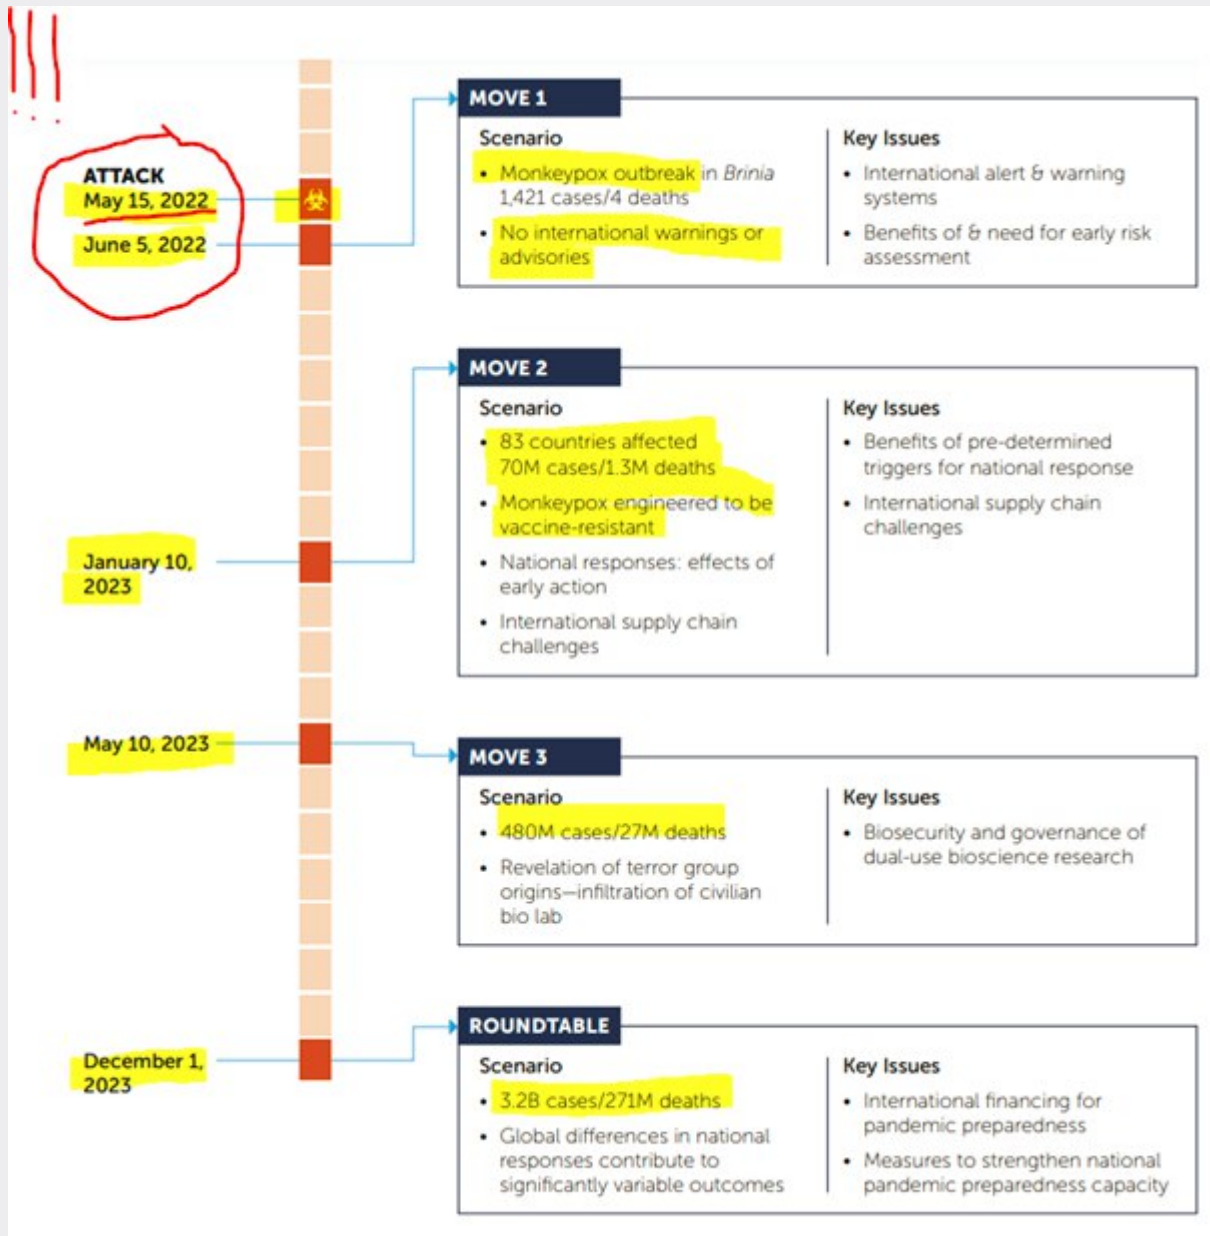 ATTACK
May 15, 2022
June 5, 2022
MOVE 1
Scenario
• Monkeypox outbreak in Brinia
1,421 cases/4 deaths
• No international warnings or
advisories
Key Issues
• International alert & warning
systems
• Benefits of & need for early risk
assessment
January 10,
2023
MOVE 2
Scenario
• 83 countries affected
70M cases/1.3M deaths
• Monkeypox engineered to be
vaccine-resistant
• National responses: effects of
early action
• International supply chain
challenges
Key Issues
• Benefits of pre-determined
triggers for national response
• International supply chain
challenges
May 10, 2023
MOVE 3
Scenario
• 480M cases/27M deaths
• Revelation of terror group
origins—infiltration of civilian
bio lab
Key Issues
• Biosecurity and governance of
dual-use bioscience research
December 1,
2023
ROUNDTABLE
Scenario
• 3.2B cases/271M deaths
• Global differences in national
responses contribute to
significantly variable outcomes
Key Issues
• International financing for
pandemic preparedness
• Measures to strengthen national
pandemic preparedness capacity